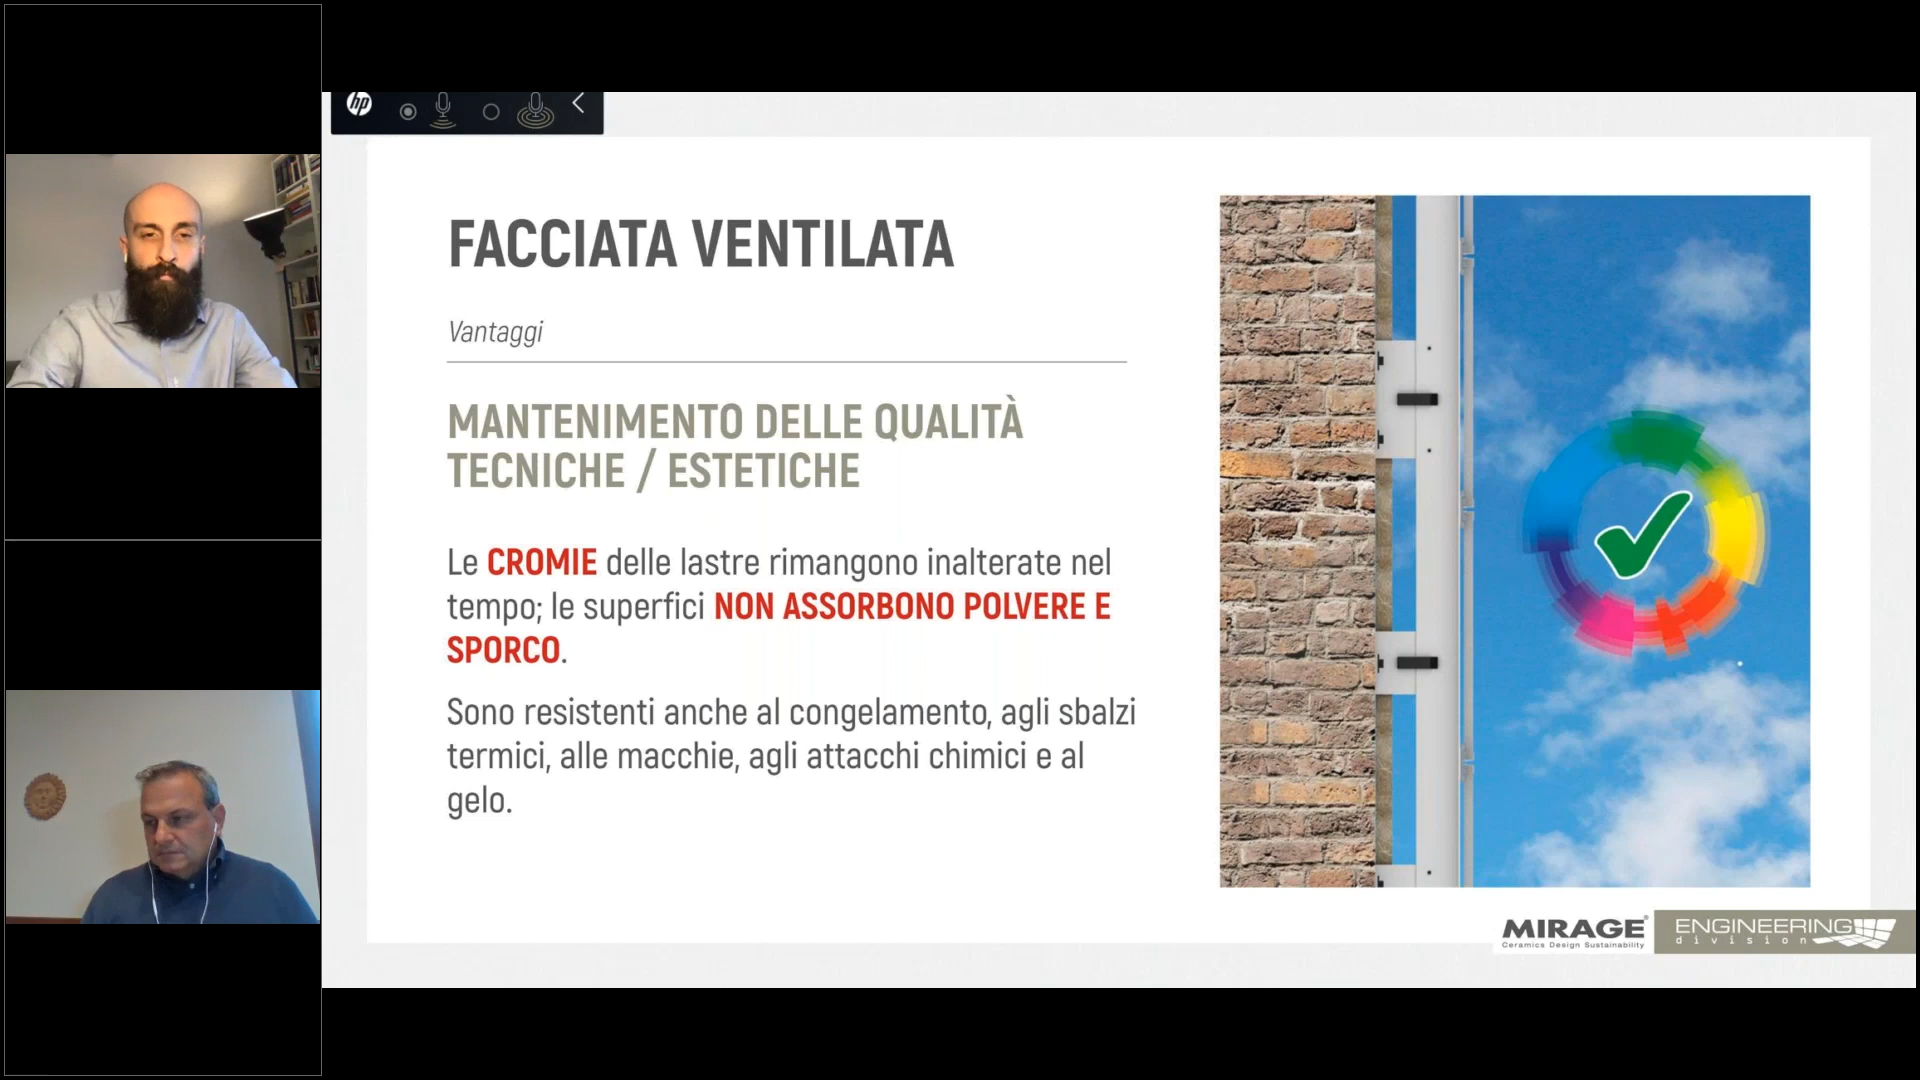 hp
FACCIATA VENTILATA
Vantaggi
MANTENIMENTO DELLE QUALITÀ
TECNICHE / ESTETICHE
Le CROMIE delle lastre rimangono inalterate nel
tempo; le superfici NON ASSORBONO POLVERE E
SPORCO.
Sono resistenti anche al congelamento, agli sbalzi
termici, alle macchie, agli attacchi chimici e al
gelo.
MIRAGE®
Ceramics Design Sustainability
ENGINEERING
division